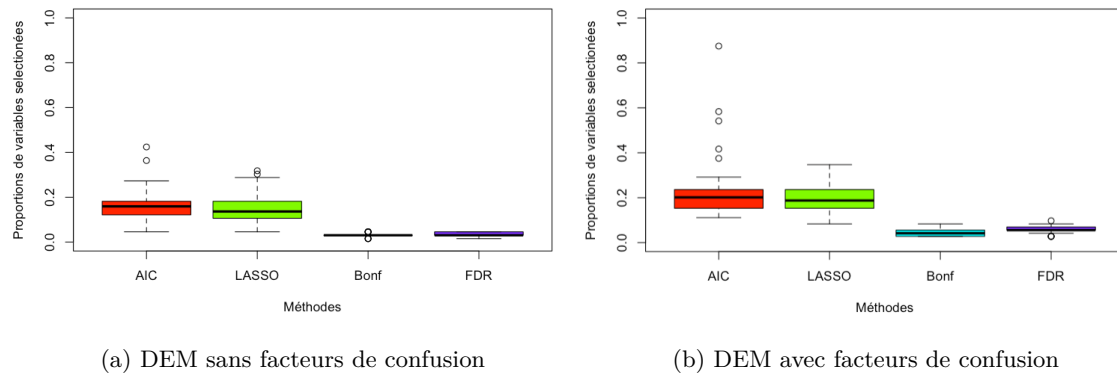 Proportions de variables selectionées
1.0
0.8
0.6
0.4
0.2
0.0
AIC LASSO Bonf FDR
Méthodes
(a) DEM sans facteurs de confusion
Proportions de variables selectionées
1.0
0.8
0.6
0.4
0.2
0.0
AIC LASSO Bonf FDR
Méthodes
(b) DEM avec facteurs de confusion